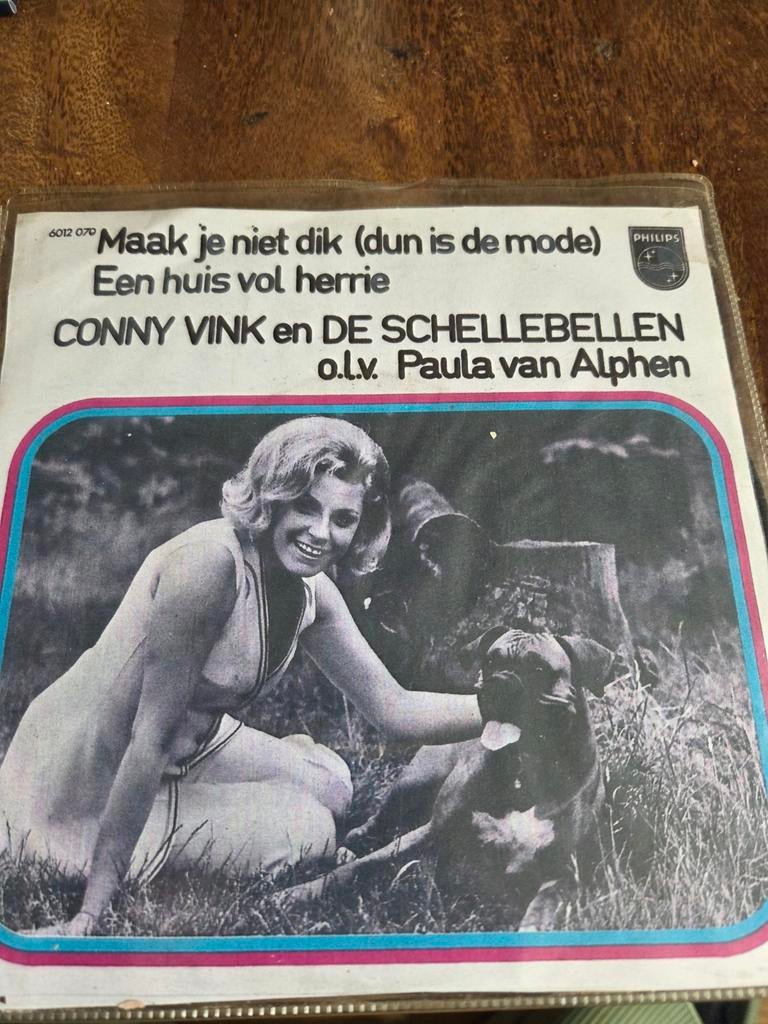 6012 070 Maak je niet dik (dun is de mode)
Een huis vol herrie
PHILIPS
CONNY VINK en DE SCHELLEBELLEN
o.l.v. Paula van Alphen